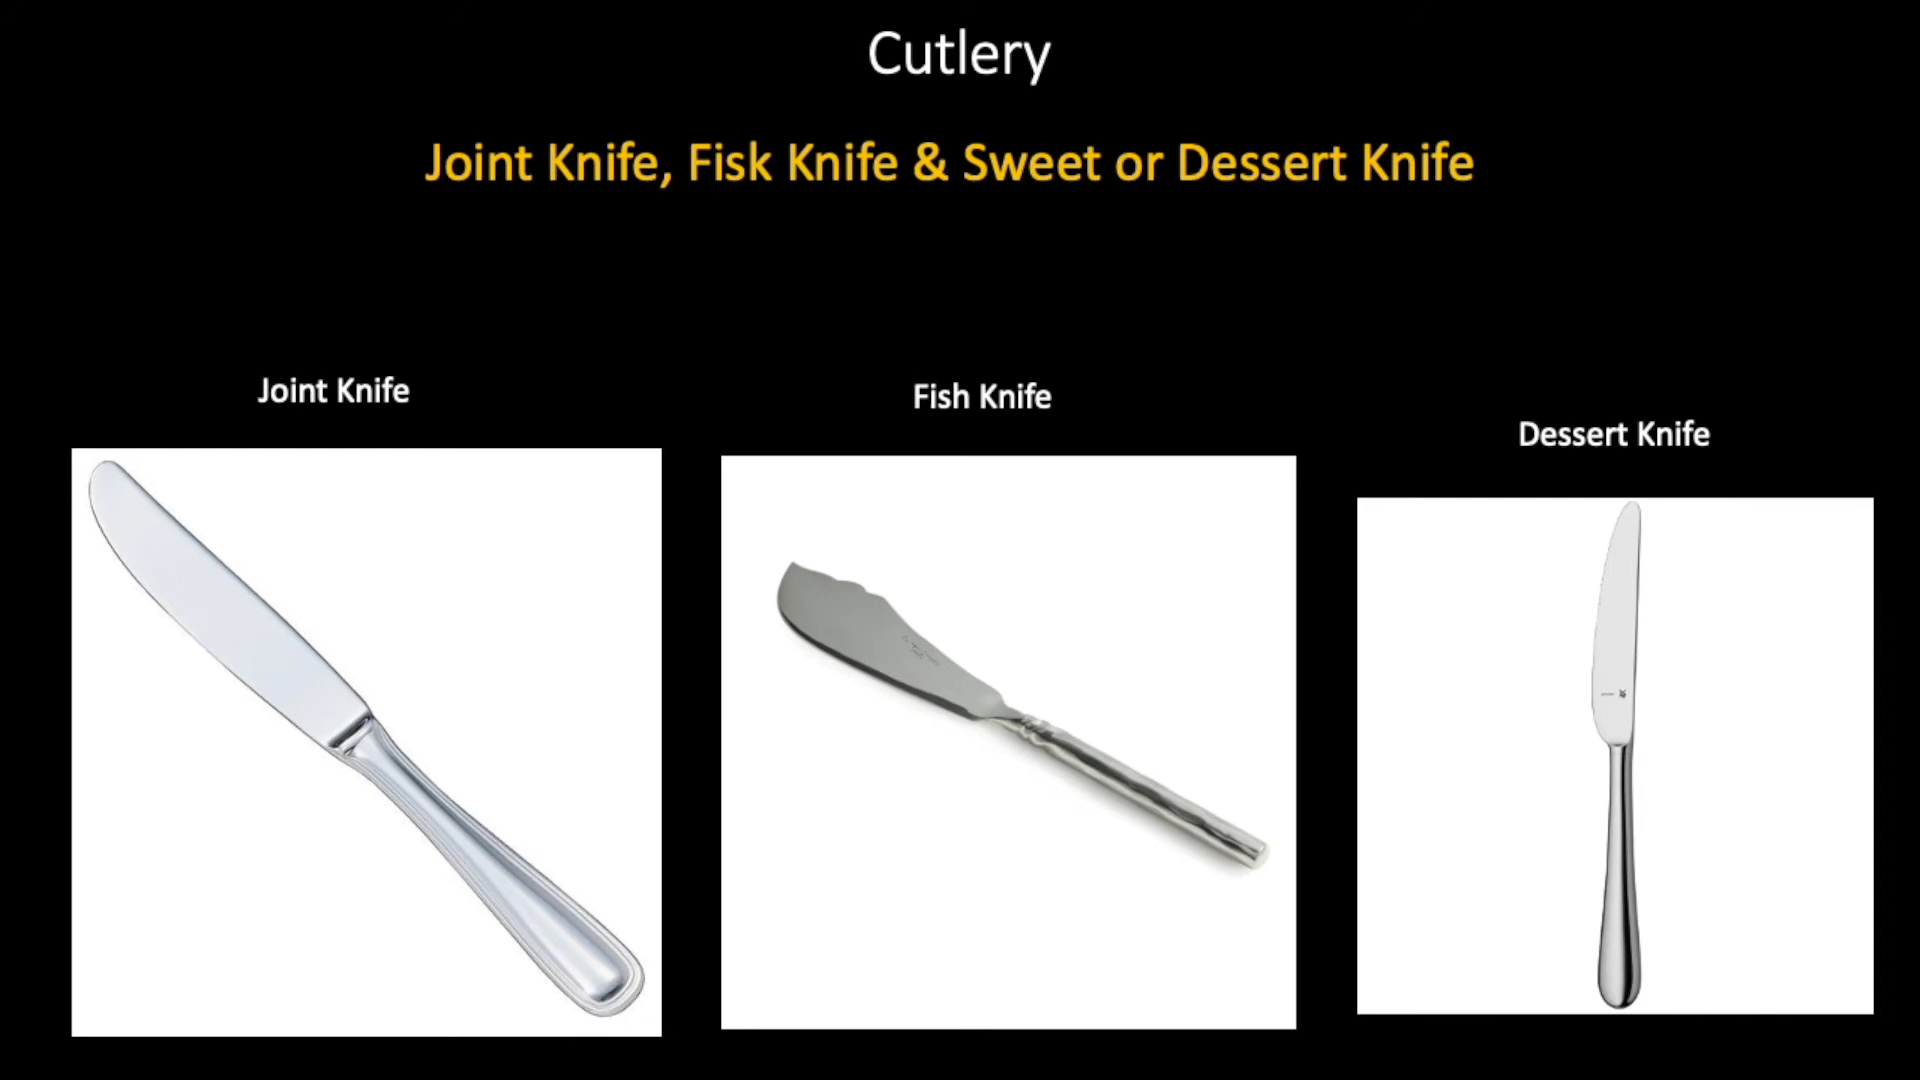 Cutlery
Joint Knife, Fisk Knife & Sweet or Dessert Knife
Joint Knife
Fish Knife
Dessert Knife